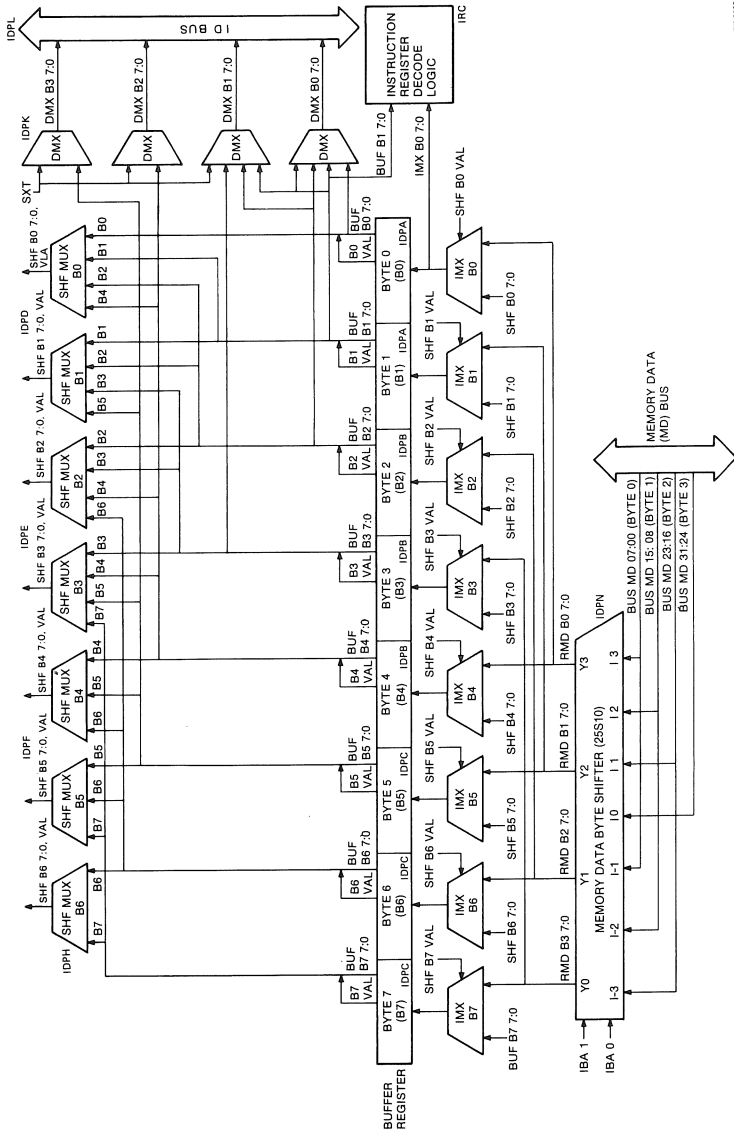 IDPL
ID BUS
DMX B3 7:0
DMX B2 7:0
DMX B1 7:0
DMX B0 7:0
IDPK
DMX
DMX
DMX
DMX
SXT
IRC
INSTRUCTION
REGISTER
DECODE
LOGIC
BUF B1 7:0
IMX B0 7:0
IDPH
SHF B6 7:0, VAL
SHF MUX
B6
B7
B6
IDPF
SHF B5 7:0, VAL
SHF MUX
B5
B7
B6
B5
SHF B4 7:0, VAL
SHF MUX
B4
B6
B5
B4
IDPE
SHF B3 7:0, VAL
SHF MUX
B3
B7
B5
B4
B3
SHF B2 7:0, VAL
SHF MUX
B2
B6
B4
B3
B2
IDPD
SHF B1 7:0, VAL
SHF MUX
B1
B5
B3
B2
B1
SHF B0 7:0,
VLA
SHF MUX
B0
B4
B2
B1
B0
BUFFER
REGISTER
B7
VAL
BUF
B7 7:0
BYTE 7
(B7)
IDPC
B6
VAL
BUF
B6 7:0
BYTE 6
(B6)
IDPC
B5
VAL
BUF
B5 7:0
BYTE 5
(B5)
IDPC
B4
VAL
BUF
B4 7:0
BYTE 4
(B4)
IDPB
B3
VAL
BUF
B3 7:0
BYTE 3
(B3)
IDPB
B2
VAL
BUF
B2 7:0
BYTE 2
(B2)
IDPB
B1
VAL
BUF
B1 7:0
BYTE 1
(B1)
IDPA
B0
VAL
BUF
B0 7:0
BYTE 0
(B0)
IDPA
SHF B7 VAL
IMX
B7
BUF B7 7:0
SHF B6 VAL
IMX
B6
SHF B6 7:0
SHF B5 VAL
IMX
B5
SHF B5 7:0
SHF B4 VAL
IMX
B4
SHF B4 7:0
SHF B3 VAL
IMX
B3
SHF B3 7:0
SHF B2 VAL
IMX
B2
SHF B2 7:0
SHF B1 VAL
IMX
B1
SHF B1 7:0
SHF B0 VAL
IMX
B0
SHF B0 7:0
RMD B3 7:0
RMD B2 7:0
RMD B1 7:0
RMD B0 7:0
IDPN
IBA 1
IBA 0
Y0
Y1
Y2
Y3
MEMORY DATA BYTE SHIFTER (25S10)
I-3
I-2
I-1
I 0
I 1
I 2
I 3
BUS MD 07:00 (BYTE 0)
BUS MD 15: 08 (BYTE 1)
BUS MD 23:16 (BYTE 2)
BUS MD 31:24 (BYTE 3)
MEMORY DATA
(MD) BUS